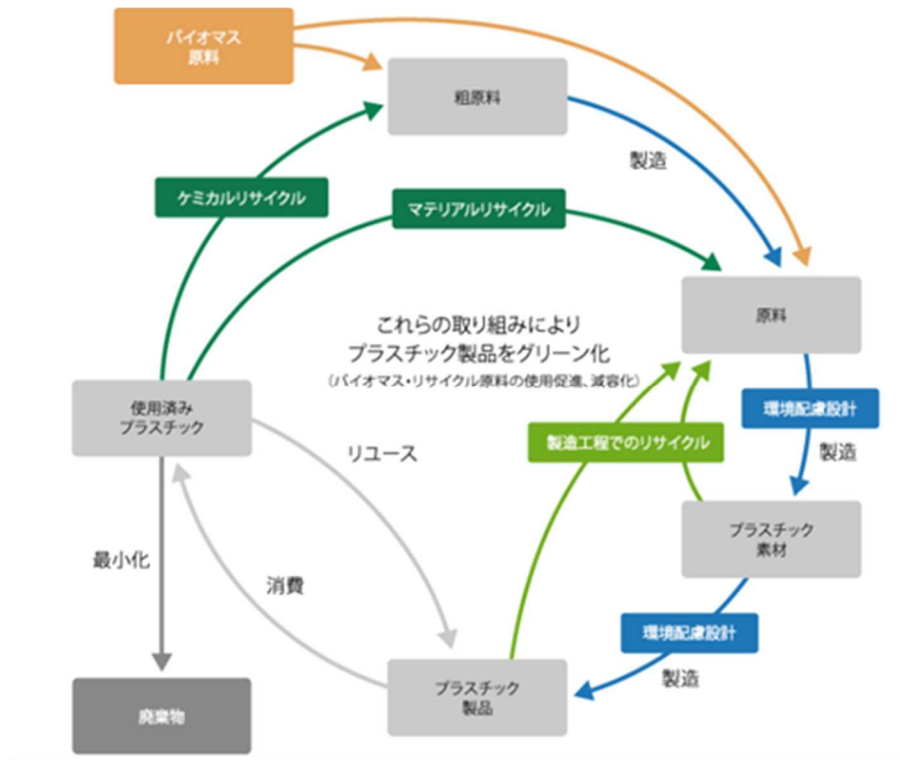 バイオマス
原料
粗原料
製造
ケミカルリサイクル
マテリアルリサイクル
原料
これらの取り組みにより
プラスチック製品をグリーン化
（バイオマス・リサイクル原料の使用促進、減容化）
使用済み
プラスチック
環境配慮設計
製造
リユース
製造工程でのリサイクル
プラスチック
素材
最小化
消費
環境配慮設計
製造
プラスチック
製品
廃棄物